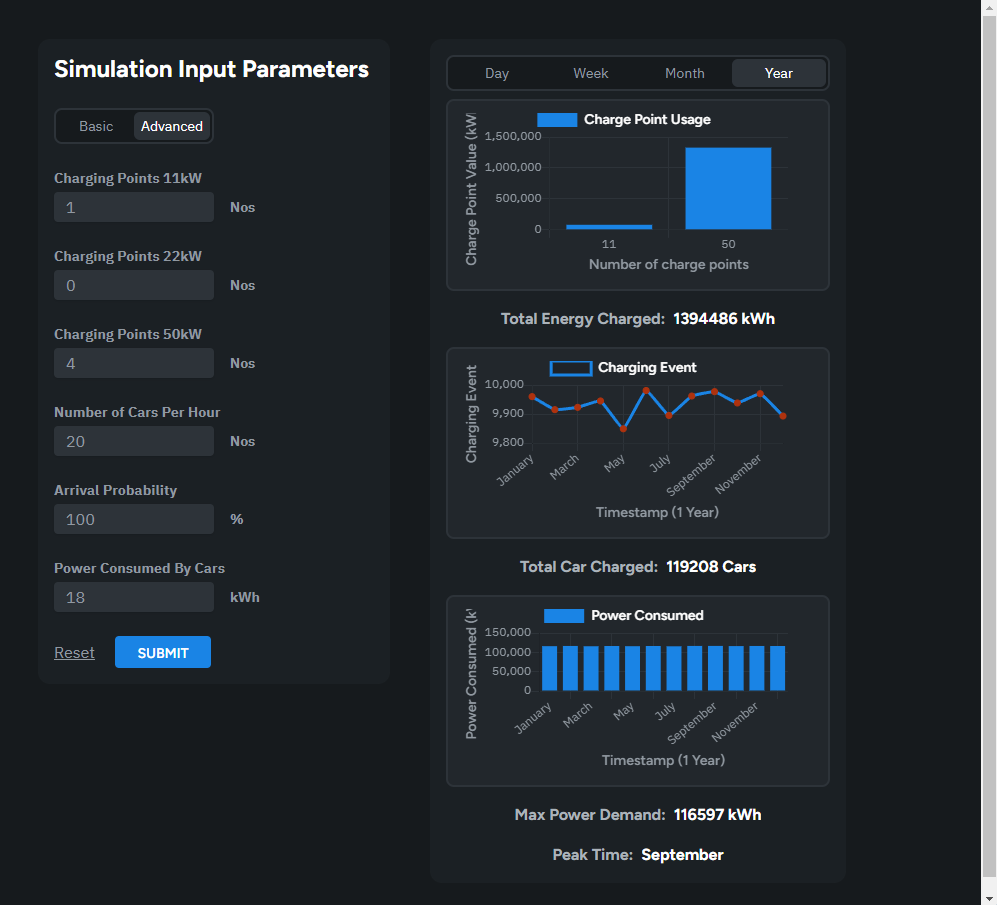 Simulation Input Parameters
Basic Advanced
Charging Points 11kW
1 Nos
Charging Points 22kW
0 Nos
Charging Points 50kW
4 Nos
Number of Cars Per Hour
20 Nos
Arrival Probability
100 %
Power Consumed By Cars
18 kWh
Reset SUBMIT
Day Week Month Year
Charge Point Usage
Charge Point Value (kW
1,500,000
1,000,000
500,000
0
11 50
Number of charge points
Total Energy Charged: 1394486 kWh
Charging Event
Charging Event
10,000
9,900
9,800
January March May July September November
Timestamp (1 Year)
Total Car Charged: 119208 Cars
Power Consumed
Power Consumed (k
150,000
100,000
50,000
0
January March May July September November
Timestamp (1 Year)
Max Power Demand: 116597 kWh
Peak Time: September